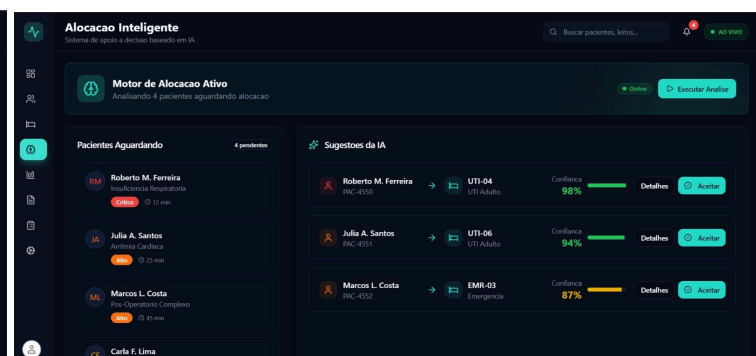 Alocacao Inteligente
Sistema de apoio a decisao baseado em IA
Buscar pacientes, leitos...
4
AO VIVO
Motor de Alocacao Ativo
Analisando 4 pacientes aguardando alocacao
Online
Executar Analise
Pacientes Aguardando
4 pendentes
RM
Roberto M. Ferreira
Insuficiencia Respiratoria
Critico
12 min
JA
Julia A. Santos
Arritmia Cardiaca
Alto
25 min
ML
Marcos L. Costa
Pos-Operatorio Complexo
Alto
45 min
CF
Carla F. Lima
Sugestoes da IA
Roberto M. Ferreira
PAC-4550
UTI-04
UTI Adulto
Confianca
98%
Detalhes
Aceitar
Julia A. Santos
PAC-4551
UTI-06
UTI Adulto
Confianca
94%
Detalhes
Aceitar
Marcos L. Costa
PAC-4552
EMR-03
Emergencia
Confianca
87%
Detalhes
Aceitar